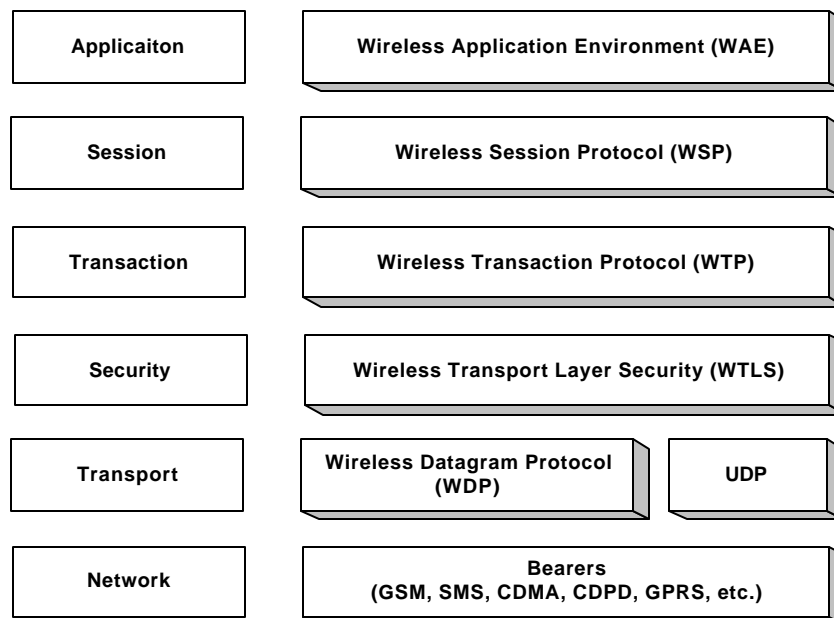 Applicaiton
Wireless Application Environment (WAE)
Session
Wireless Session Protocol (WSP)
Transaction
Wireless Transaction Protocol (WTP)
Security
Wireless Transport Layer Security (WTLS)
Transport
Wireless Datagram Protocol
(WDP)
UDP
Network
Bearers
(GSM, SMS, CDMA, CDPD, GPRS, etc.)